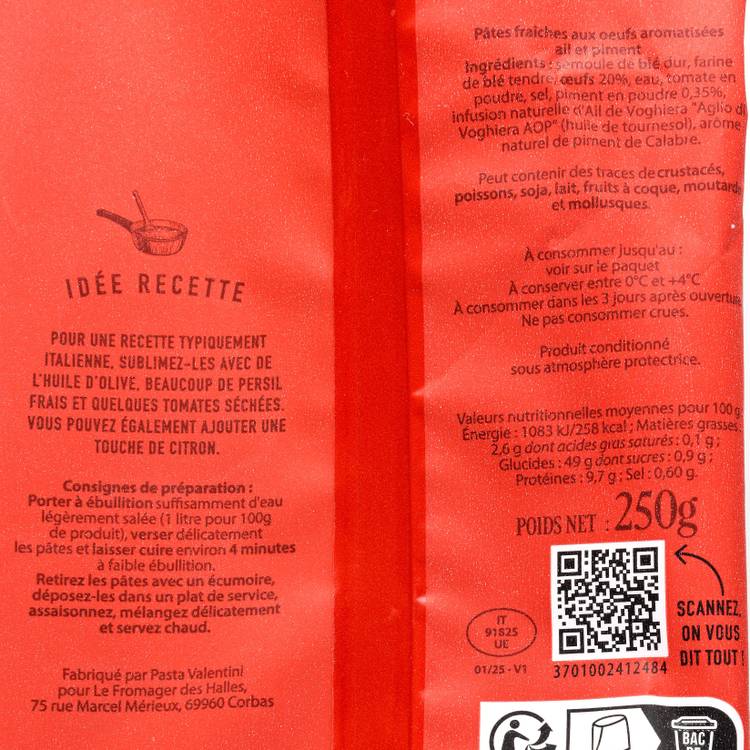 IDÉE RECETTE
POUR UNE RECETTE TYPIQUEMENT
ITALIENNE, SUBLIMEZ-LES AVEC DE
L'HUILE D'OLIVE, BEAUCOUP DE PERSIL
FRAIS ET QUELQUES TOMATES SÉCHÉES.
VOUS POUVEZ ÉGALEMENT AJOUTER UNE
TOUCHE DE CITRON.
Consignes de préparation :
Porter à ébullition suffisamment d'eau
légèrement salée (1 litre pour 100g
de produit), verser délicatement
les pâtes et laisser cuire environ 4 minutes
à faible ébullition.
Retirez les pâtes avec un écumoire,
déposez-les dans un plat de service,
assaisonnez, mélangez délicatement
et servez chaud.
Fabriqué par Pasta Valentini
pour Le Fromager des Halles,
75 rue Marcel Mérieux, 69960 Corbas
Pâtes fraîches aux oeufs aromatisées
ail et piment
Ingrédients : semoule de blé dur, farine
de blé tendre, œufs 20%, eau, tomate en
poudre, sel, piment en poudre 0,35%,
infusion naturelle d'Ail de Voghiera "Aglio di
Voghiera AOP" (huile de tournesol), arôme
naturel de piment de Calabre.
Peut contenir des traces de crustacés,
poissons, soja, lait, fruits à coque, moutarde
et mollusques.
À consommer jusqu'au :
voir sur le paquet
À conserver entre 0°C et +4°C
À consommer dans les 3 jours après ouverture
Ne pas consommer crues.
Produit conditionné
sous atmosphère protectrice.
Valeurs nutritionnelles moyennes pour 100 g
Énergie : 1083 kJ/258 kcal ; Matières grasses:
2,6 g dont acides gras saturés : 0,1 g ;
Glucides : 49 g dont sucres : 0,9 g ;
Protéines : 9,7 g ; Sel : 0,60 g.
POIDS NET : 250g
IT
91S25
UE
01/25 - V1
3701002412484
SCANNEZ,
ON VOUS
DIT TOUT !
BAC
DE